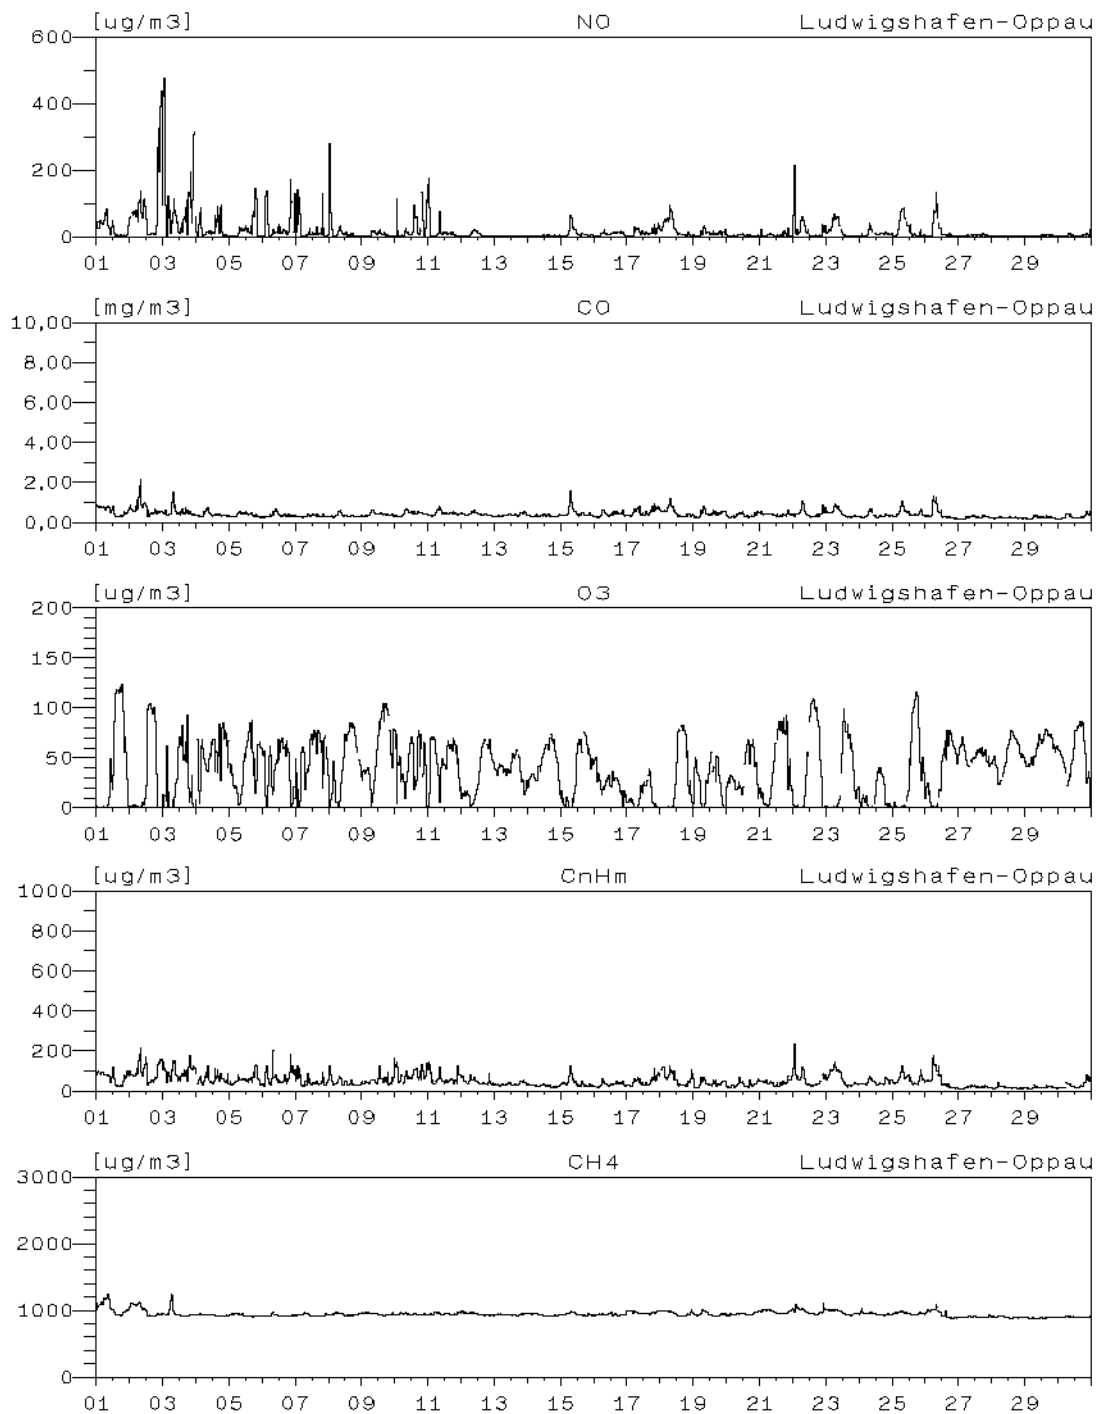 [ug/m3] NO Ludwigshafen-Oppau
600
400
200
0
01 03 05 07 09 11 13 15 17 19 21 23 25 27 29
[mg/m3] CO Ludwigshafen-Oppau
10,00
8,00
6,00
4,00
2,00
0,00
01 03 05 07 09 11 13 15 17 19 21 23 25 27 29
[ug/m3] O3 Ludwigshafen-Oppau
200
150
100
50
0
01 03 05 07 09 11 13 15 17 19 21 23 25 27 29
[ug/m3] CnHm Ludwigshafen-Oppau
1000
800
600
400
200
0
01 03 05 07 09 11 13 15 17 19 21 23 25 27 29
[ug/m3] CH4 Ludwigshafen-Oppau
3000
2000
1000
0
01 03 05 07 09 11 13 15 17 19 21 23 25 27 29